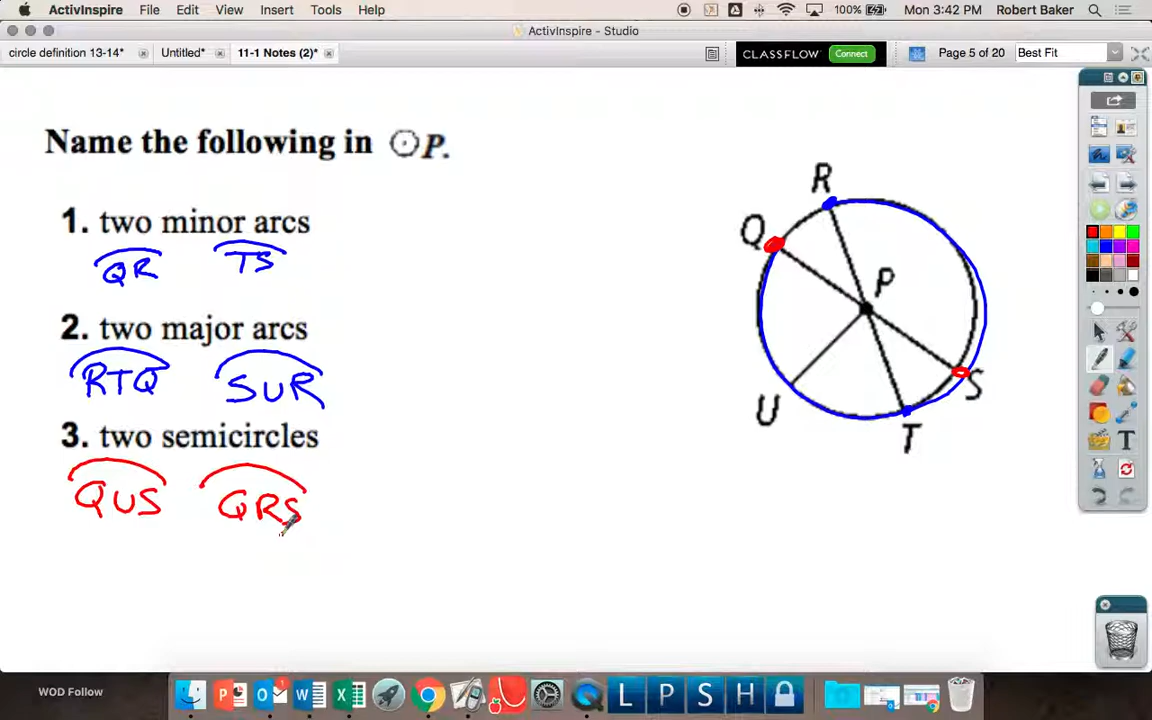 ActivInspire File Edit View Insert Tools Help 100% Mon 3:42 PM Robert Baker
ActivInspire - Studio
circle definition 13-14* Untitled* 11-1 Notes (2)* CLASSFLOW Connect Page 5 of 20 Best Fit
Name the following in ⊙P.
1. two minor arcs
QR TS
2. two major arcs
RTQ SUR
3. two semicircles
QUS QRS
R
Q
P
S
U
T
T
WOD Follow
P O 1 W X L P S H